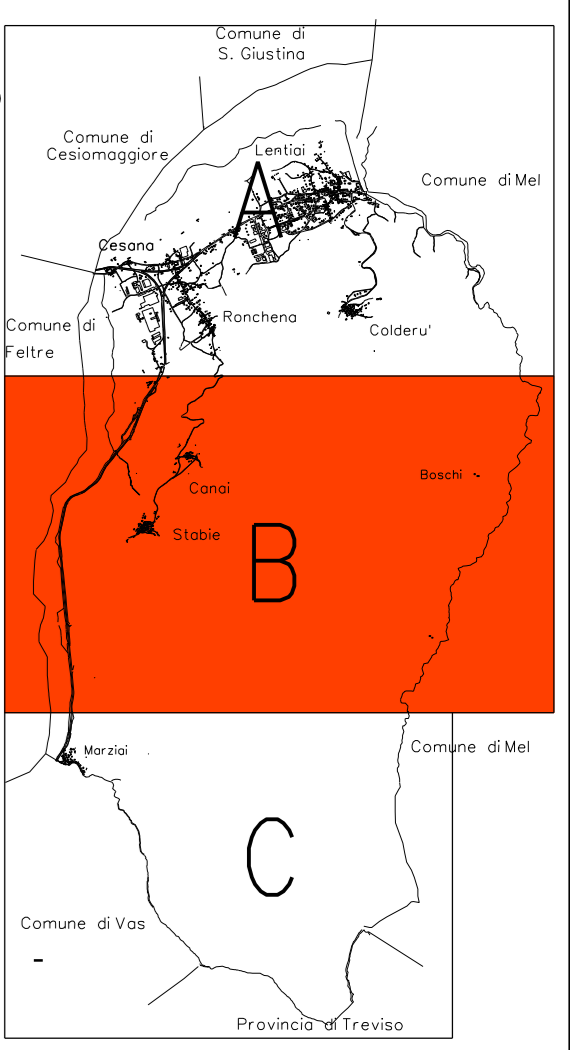 Comune di
S. Giustina
Comune di
Cesiomaggiore
Lentiai
A
Comune di Mel
Cesana
Comune di
Feltre
Ronchena
Colderu'
Boschi
Canai
Stabie
B
Marziai
Comune di Mel
C
Comune di Vas
Provincia di Treviso